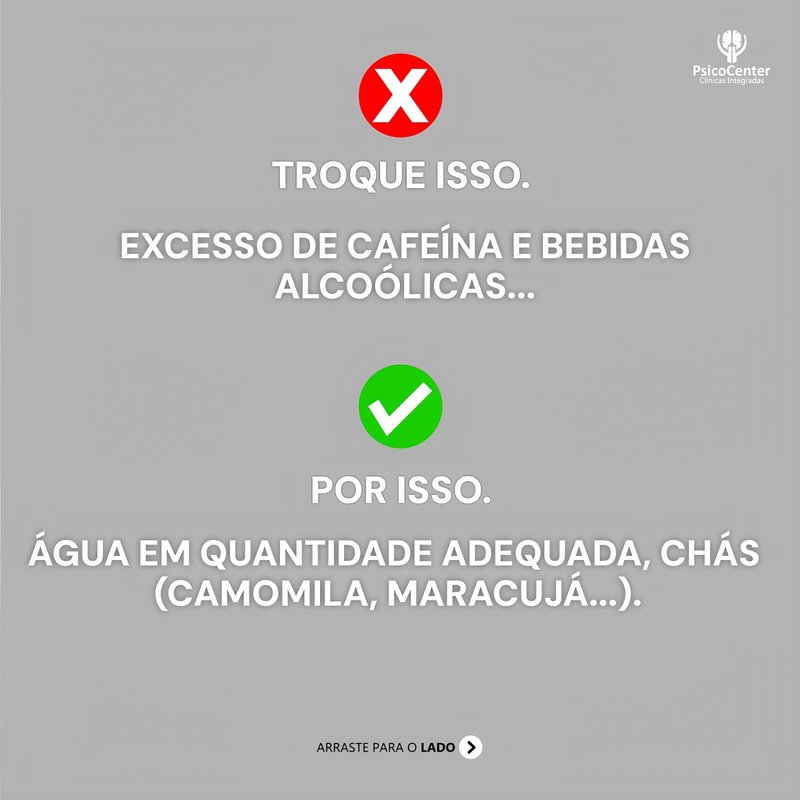 PsicoCenter
Clínicas Integradas
X
TROQUE ISSO.
EXCESSO DE CAFEÍNA E BEBIDAS
ALCOÓLICAS...
POR ISSO.
ÁGUA EM QUANTIDADE ADEQUADA, CHÁS
(CAMOMILA, MARACUJÁ...).
ARRASTE PARA O LADO